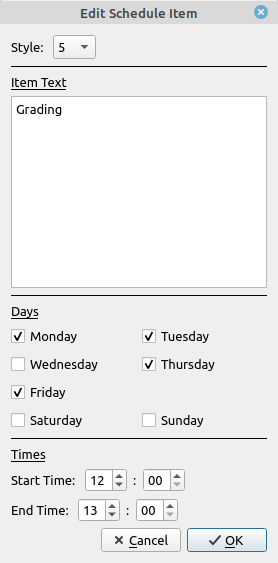 Edit Schedule Item
Style: 5
Item Text
Grading
Days
Monday Tuesday
Wednesday Thursday
Friday
Saturday Sunday
Times
Start Time: 12 : 00
End Time: 13 : 00
Cancel OK